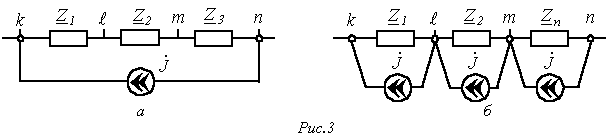 k Z1 ℓ Z2 m Z3 n
J̇
а
k Z1 ℓ Z2 m Zn n
J̇ J̇ J̇
б
Рис.3